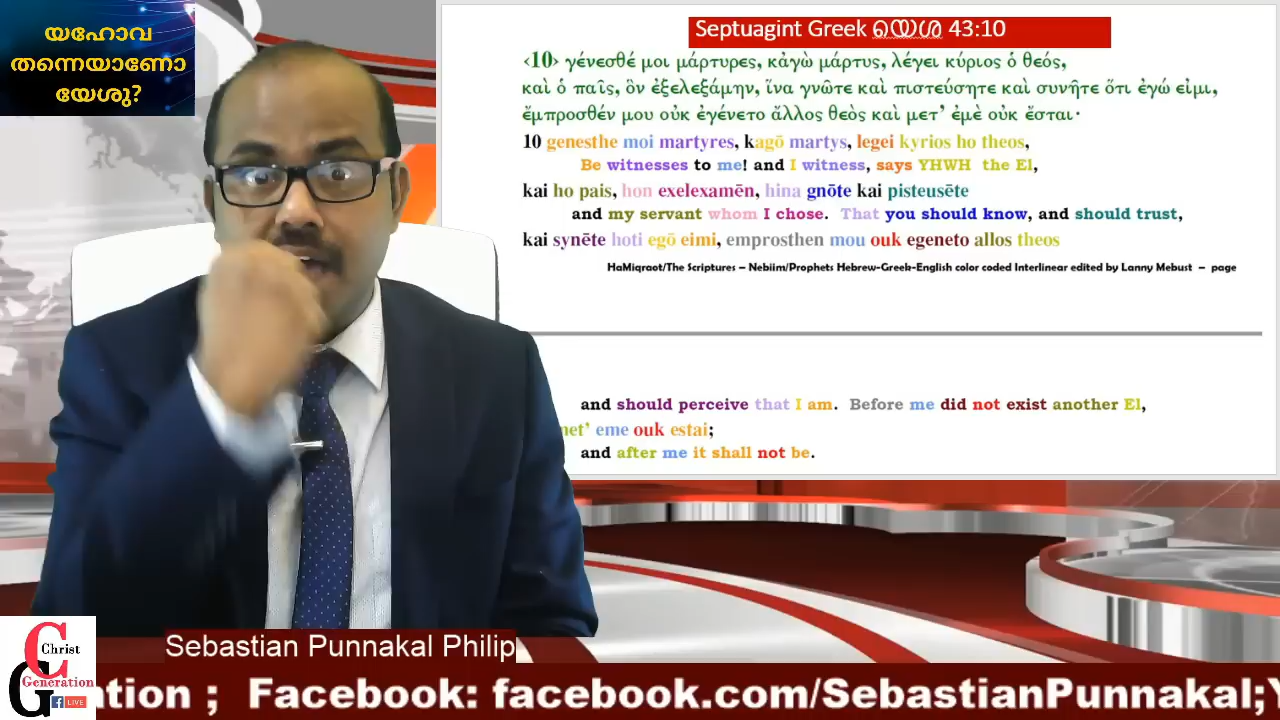 യഹോവ
തന്നെയാണോ
യേശു?
Septuagint Greek യെശ 43:10
‹10› γένεσθέ μοι μάρτυρες, κἀγὼ μάρτυς, λέγει κύριος ὁ θεός,
καὶ ὁ παῖς, ὃν ἐξελεξάμην, ἵνα γνῶτε καὶ πιστεύσητε καὶ συνῆτε ὅτι ἐγώ εἰμι,
ἔμπροσθέν μου οὐκ ἐγένετο ἄλλος θεὸς καὶ μετ’ ἐμὲ οὐκ ἔσται·
10 genesthe moi martyres, kagō martys, legei kyrios ho theos,
Be witnesses to me! and I witness, says YHWH the El,
kai ho pais, hon exelexamēn, hina gnōte kai pisteusēte
and my servant whom I chose. That you should know, and should trust,
kai synēte hoti egō eimi, emprosthen mou ouk egeneto allos theos
HaMiqraot/The Scriptures – Nebiim/Prophets Hebrew-Greek-English color coded Interlinear edited by Lanny Mebust – page
and should perceive that I am. Before me did not exist another El,
met’ eme ouk estai;
and after me it shall not be.
Sebastian Punnakal Philip
Christ
Generation
LIVE
ation ; Facebook: facebook.com/SebastianPunnakal;Y